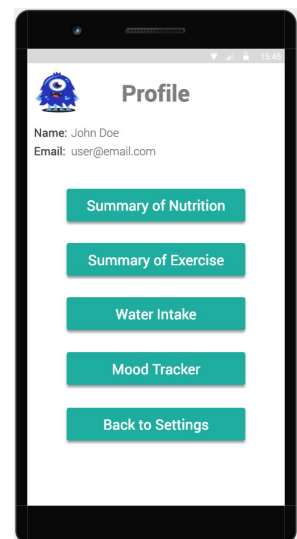 15:45
Profile
Name: John Doe
Email: user@email.com
Summary of Nutrition
Summary of Exercise
Water Intake
Mood Tracker
Back to Settings